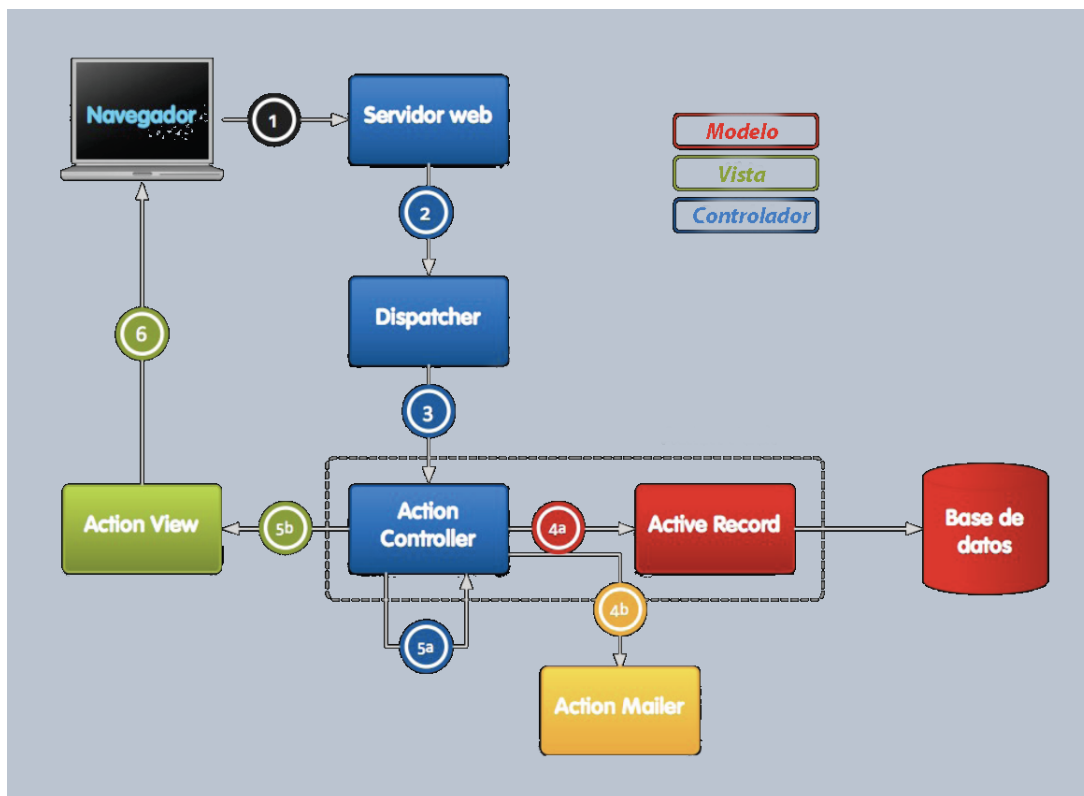 Navegador
1
Servidor web
Modelo
Vista
Controlador
2
Dispatcher
6
3
Action View
5b
Action
Controller
4a
Active Record
Base de
datos
4b
5a
Action Mailer